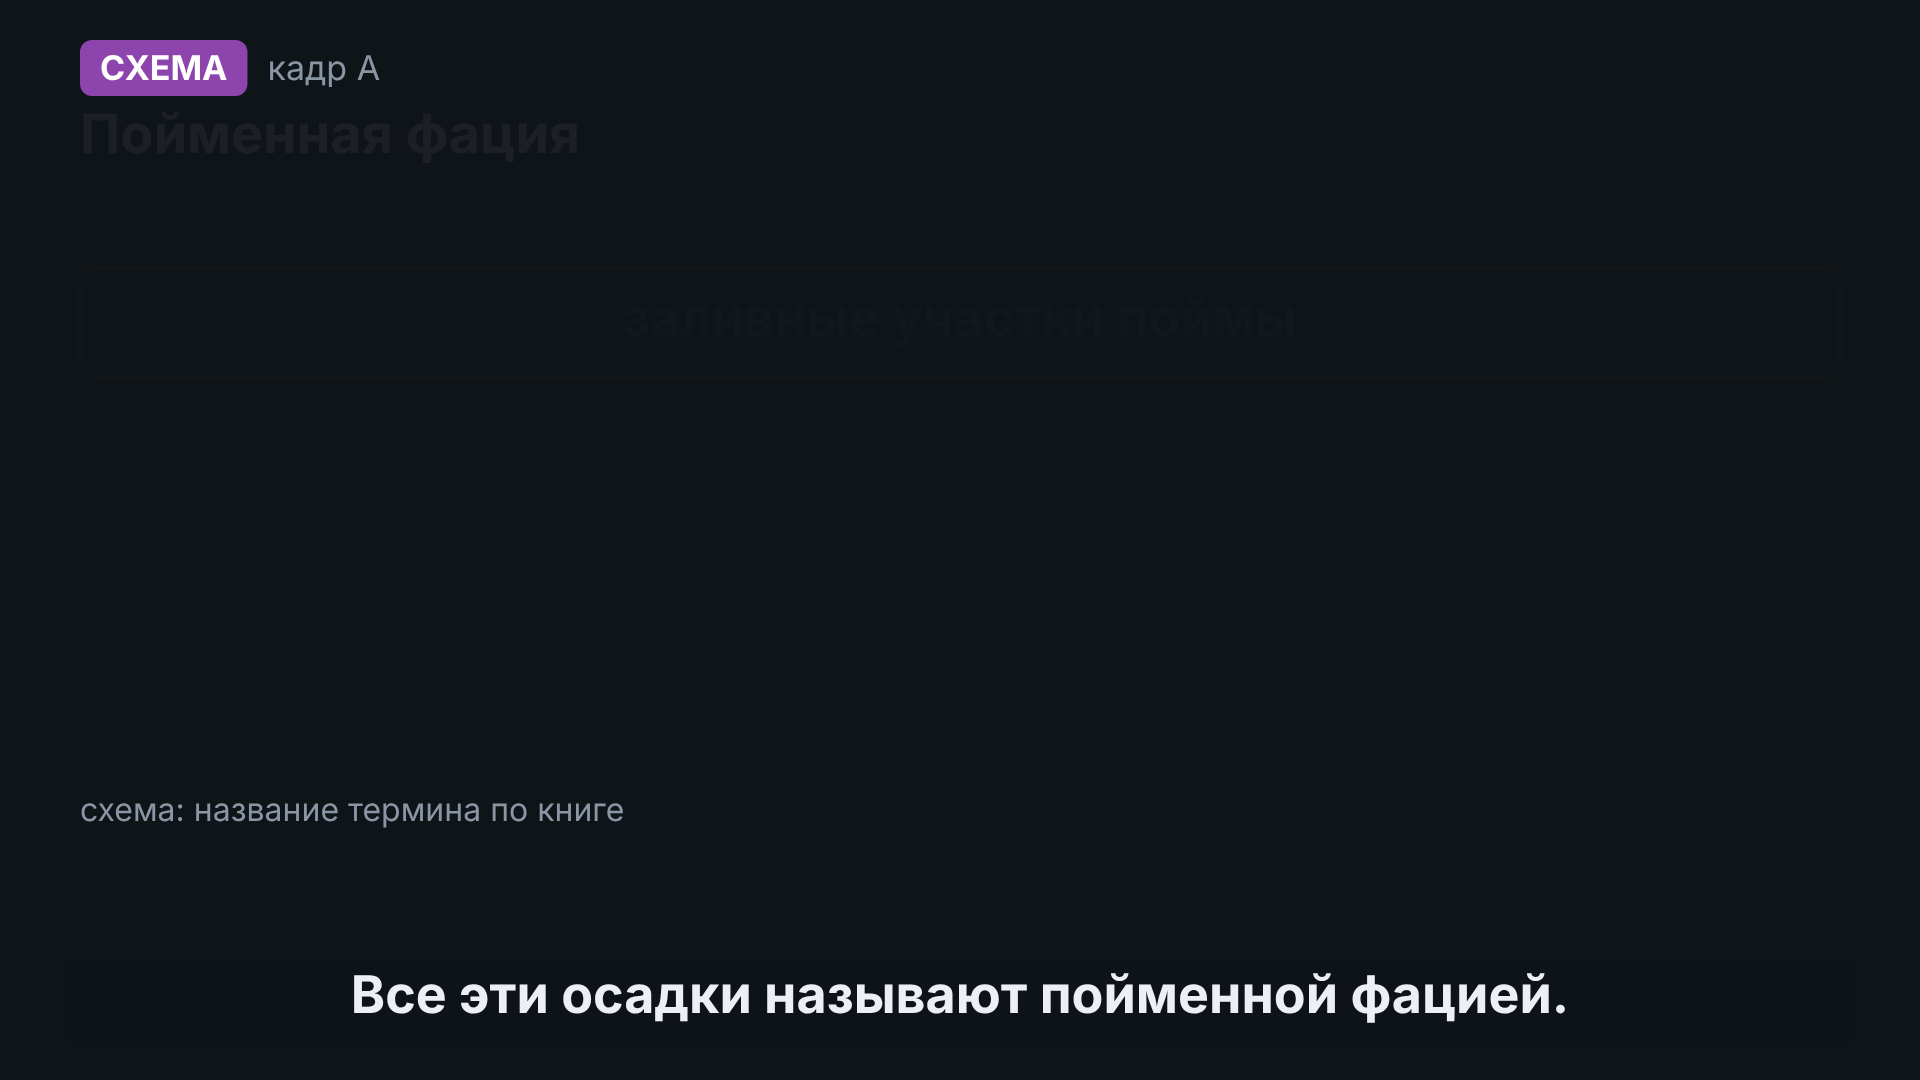 СХЕМА кадр А
Пойменная фация
заливные участки поймы
схема: название термина по книге
Все эти осадки называют пойменной фацией.